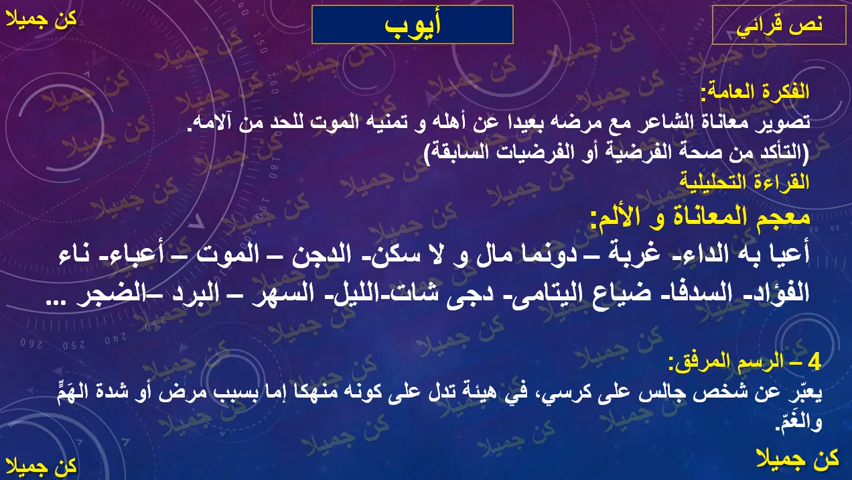 كن جميلا
أيوب
نص قرائي
الفكرة العامة:
تصوير معاناة الشاعر مع مرضه بعيدا عن أهله و تمنيه الموت للحد من آلامه.
(التأكد من صحة الفرضية أو الفرضيات السابقة)
القراءة التحليلية
معجم المعاناة و الألم:
أعيا به الداء- غربة – دونما مال و لا سكن- الدجن – الموت – أعباء- ناء
الفؤاد- السدفا- ضياع اليتامى- دجى شات-الليل- السهر – البرد –الضجر ...
4 – الرسم المرفق:
يعبّر عن شخص جالس على كرسي، في هيئة تدل على كونه منهكا إما بسبب مرض أو شدة الهَمِّ
والغَمّ.
كن جميلا
كن جميلا